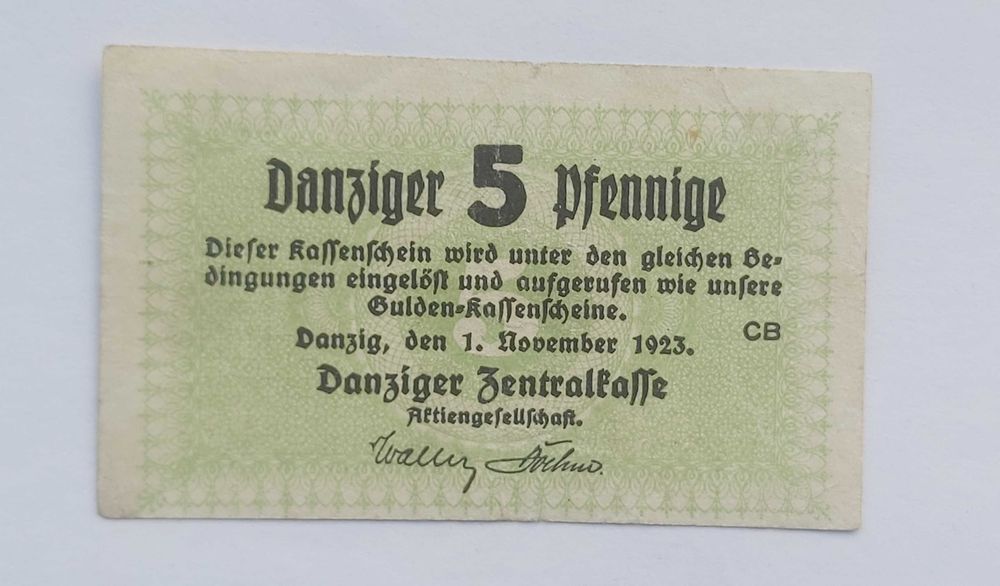 Danziger 5 Pfennige
Dieser Kassenschein wird unter den gleichen Be-
dingungen eingelöst und aufgerufen wie unsere
Gulden-Kassenscheine.
Danzig, den 1. November 1923.
CB
Danziger Zentralkasse
Aktiengesellschaft.